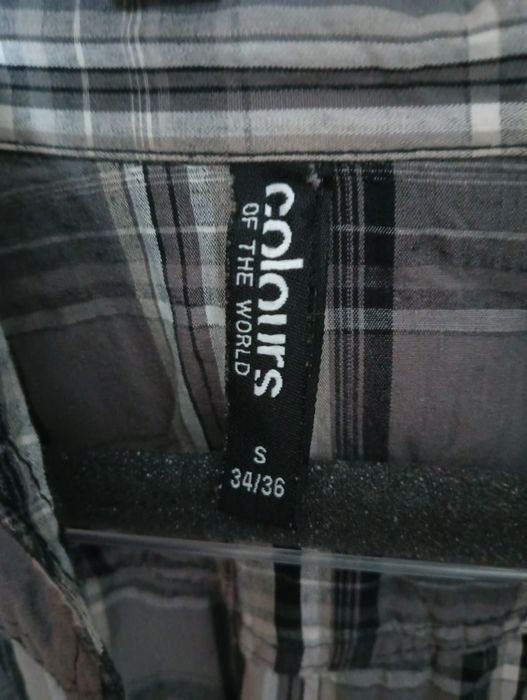 colours
OF THE WORLD
S
34/36